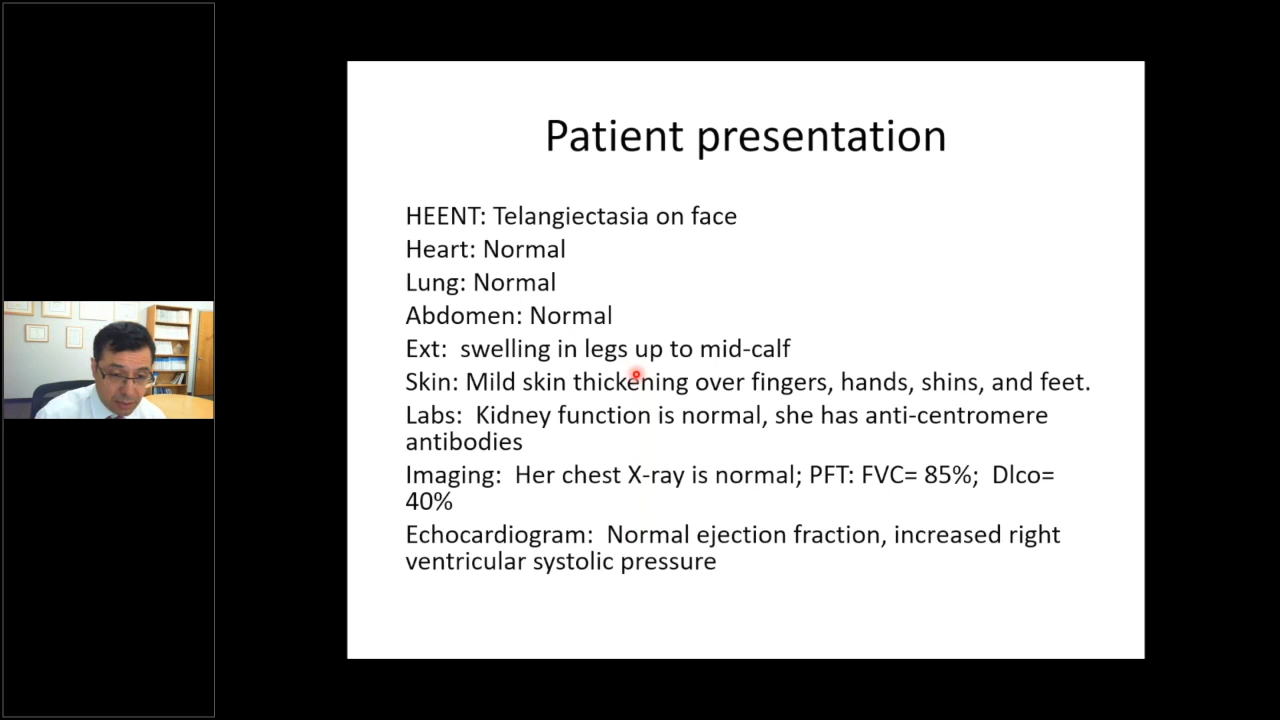 Patient presentation
HEENT: Telangiectasia on face
Heart: Normal
Lung: Normal
Abdomen: Normal
Ext:  swelling in legs up to mid-calf
Skin: Mild skin thickening over fingers, hands, shins, and feet.
Labs:  Kidney function is normal, she has anti-centromere
antibodies
Imaging:  Her chest X-ray is normal; PFT: FVC= 85%;  Dlco=
40%
Echocardiogram:  Normal ejection fraction, increased right
ventricular systolic pressure